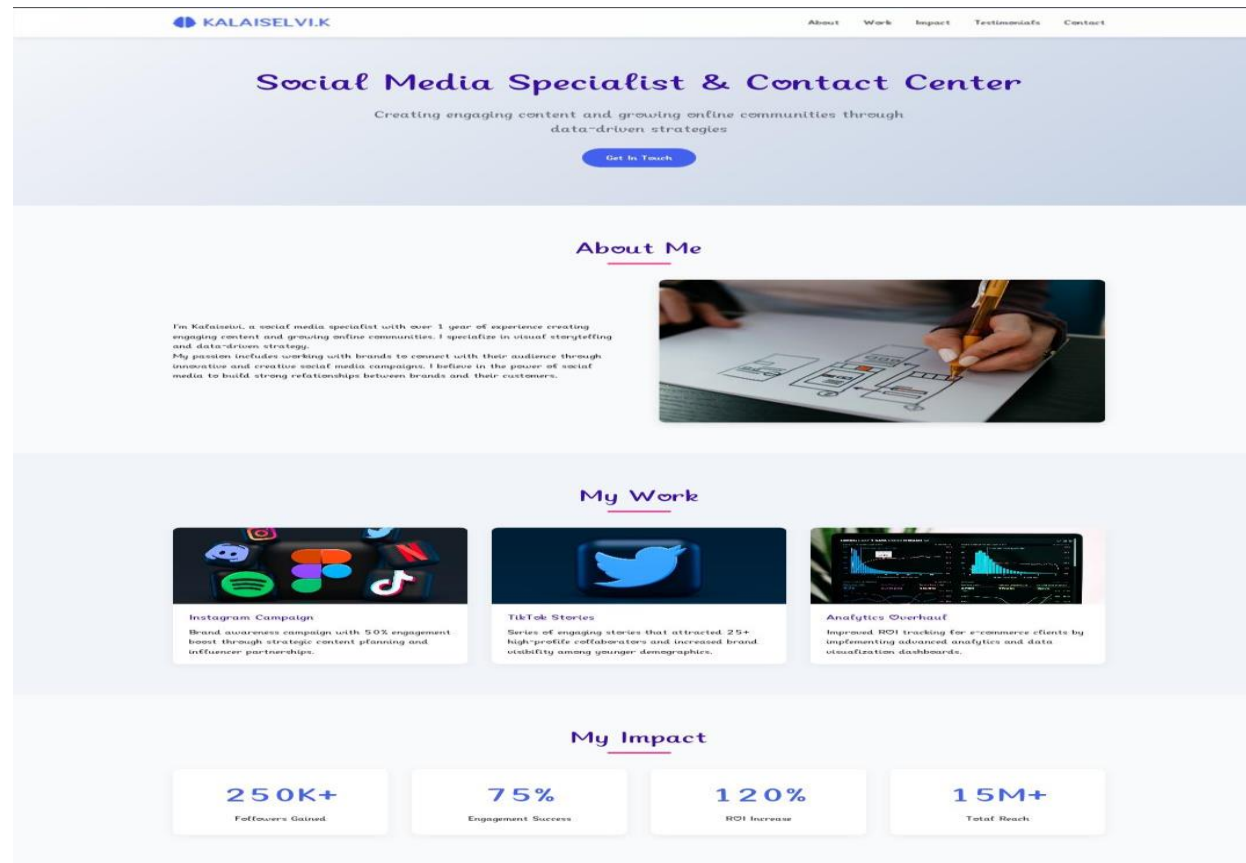 KALAISELVI.K
About Work Impact Testimonials Contact
Social Media Specialist & Contact Center
Creating engaging content and growing online communities through
data-driven strategies
Get In Touch
About Me
I'm Kalaiselvi, a social media specialist with over 1 year of experience creating
engaging content and growing online communities. I specialize in visual storytelling
and data-driven strategy.
My passion includes working with brands to connect with their audience through
innovative and creative social media campaigns. I believe in the power of social
media to build strong relationships between brands and their customers.
My Work
Instagram Campaign
Brand awareness campaign with 50% engagement
boost through strategic content planning and
influencer partnerships.
TikTok Stories
Series of engaging stories that attracted 25+
high-profile collaborators and increased brand
visibility among younger demographics.
Analytics Overhaul
Improved ROI tracking for e-commerce clients by
implementing advanced analytics and data
visualization dashboards.
My Impact
250K+
Followers Gained
75%
Engagement Success
120%
ROI Increase
15M+
Total Reach